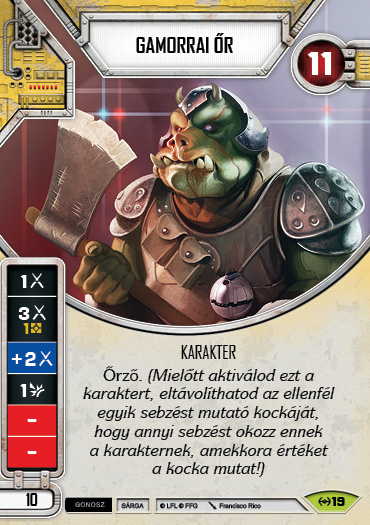 GAMORRAI ŐR
11
1
3
1
+2
1
-
-
KARAKTER
Őrző. (Mielőtt aktiválod ezt a
karaktert, eltávolíthatod az ellenfél
egyik sebzést mutató kockáját,
hogy annyi sebzést okozz ennek
a karakternek, amekkora értéket
a kocka mutat!)
10
GONOSZ
SÁRGA
© LFL © FFG
Francisco Rico
19